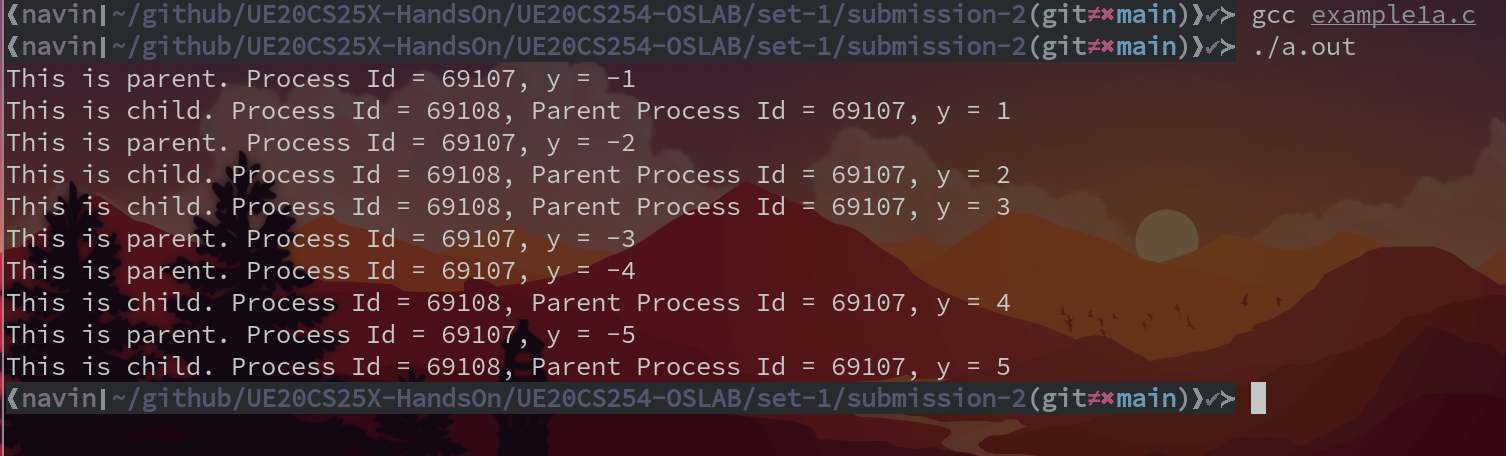 ❮navin|~/github/UE20CS25X-HandsOn/UE20CS254-OSLAB/set-1/submission-2(git≠✖main)❯✔➤ gcc example1a.c
❮navin|~/github/UE20CS25X-HandsOn/UE20CS254-OSLAB/set-1/submission-2(git≠✖main)❯✔➤ ./a.out
This is parent. Process Id = 69107, y = -1
This is child. Process Id = 69108, Parent Process Id = 69107, y = 1
This is parent. Process Id = 69107, y = -2
This is child. Process Id = 69108, Parent Process Id = 69107, y = 2
This is child. Process Id = 69108, Parent Process Id = 69107, y = 3
This is parent. Process Id = 69107, y = -3
This is parent. Process Id = 69107, y = -4
This is child. Process Id = 69108, Parent Process Id = 69107, y = 4
This is parent. Process Id = 69107, y = -5
This is child. Process Id = 69108, Parent Process Id = 69107, y = 5
❮navin|~/github/UE20CS25X-HandsOn/UE20CS254-OSLAB/set-1/submission-2(git≠✖main)❯✔➤